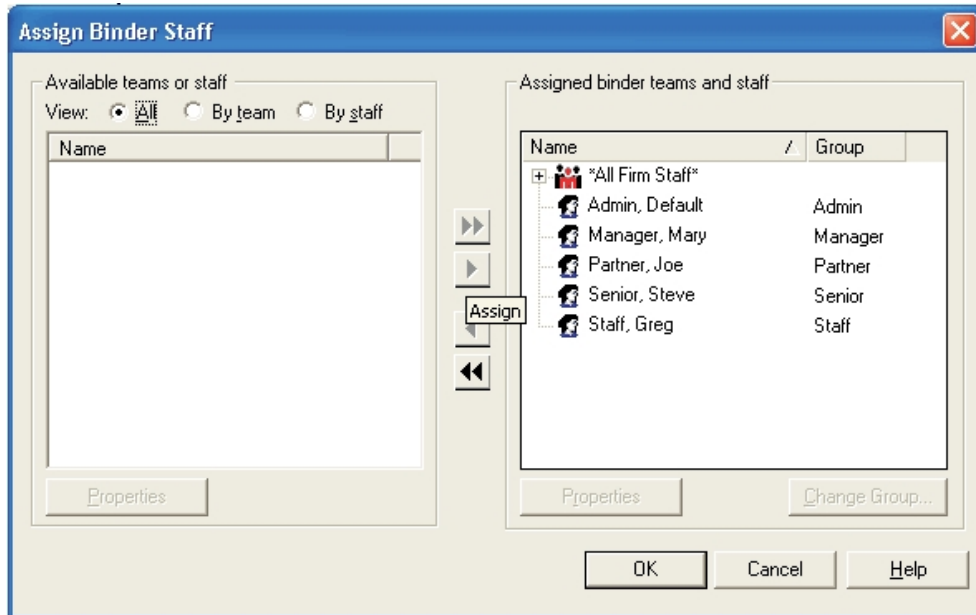 Assign Binder Staff
Available teams or staff
View: All By team By staff
Name
Properties
Assign
Assigned binder teams and staff
Name Group
*All Firm Staff*
Admin, Default Admin
Manager, Mary Manager
Partner, Joe Partner
Senior, Steve Senior
Staff, Greg Staff
Properties Change Group...
OK Cancel Help